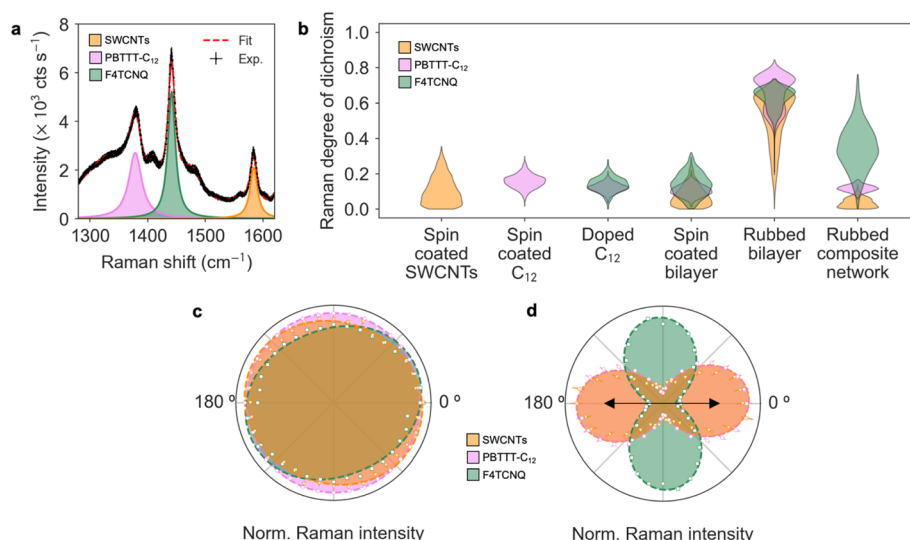 a
SWCNTs
PBTTT-C₁₂
F4TCNQ
Fit
Exp.
8
6
4
2
0
Intensity (× 10³ cts s⁻¹)
1300
1400
1500
1600
Raman shift (cm⁻¹)
b
SWCNTs
PBTTT-C₁₂
F4TCNQ
1.0
0.8
0.6
0.4
0.2
0.0
Raman degree of dichroism
Spin
coated
SWCNTs
Spin
coated
C₁₂
Doped
C₁₂
Spin
coated
bilayer
Rubbed
bilayer
Rubbed
composite
network
c
180 º
0 º
Norm. Raman intensity
SWCNTs
PBTTT-C₁₂
F4TCNQ
d
180 º
0 º
Norm. Raman intensity